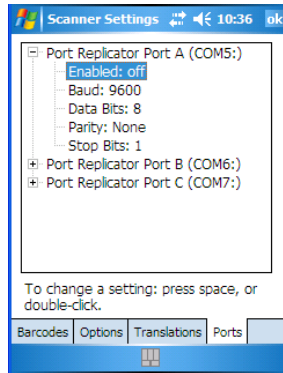 Scanner Settings 10:36 ok
Port Replicator Port A (COM5:)
Enabled: off
Baud: 9600
Data Bits: 8
Parity: None
Stop Bits: 1
Port Replicator Port B (COM6:)
Port Replicator Port C (COM7:)
To change a setting: press space, or
double-click.
Barcodes Options Translations Ports